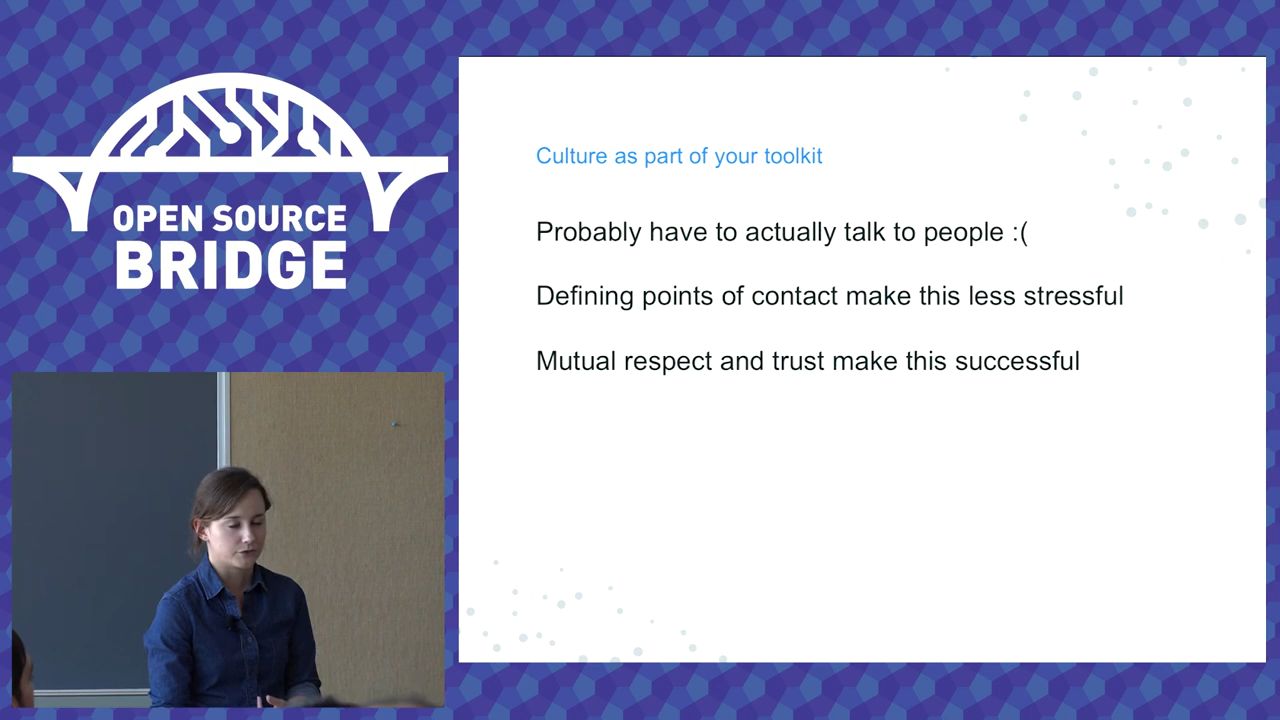 OPEN SOURCE
BRIDGE
Culture as part of your toolkit
Probably have to actually talk to people :(
Defining points of contact make this less stressful
Mutual respect and trust make this successful